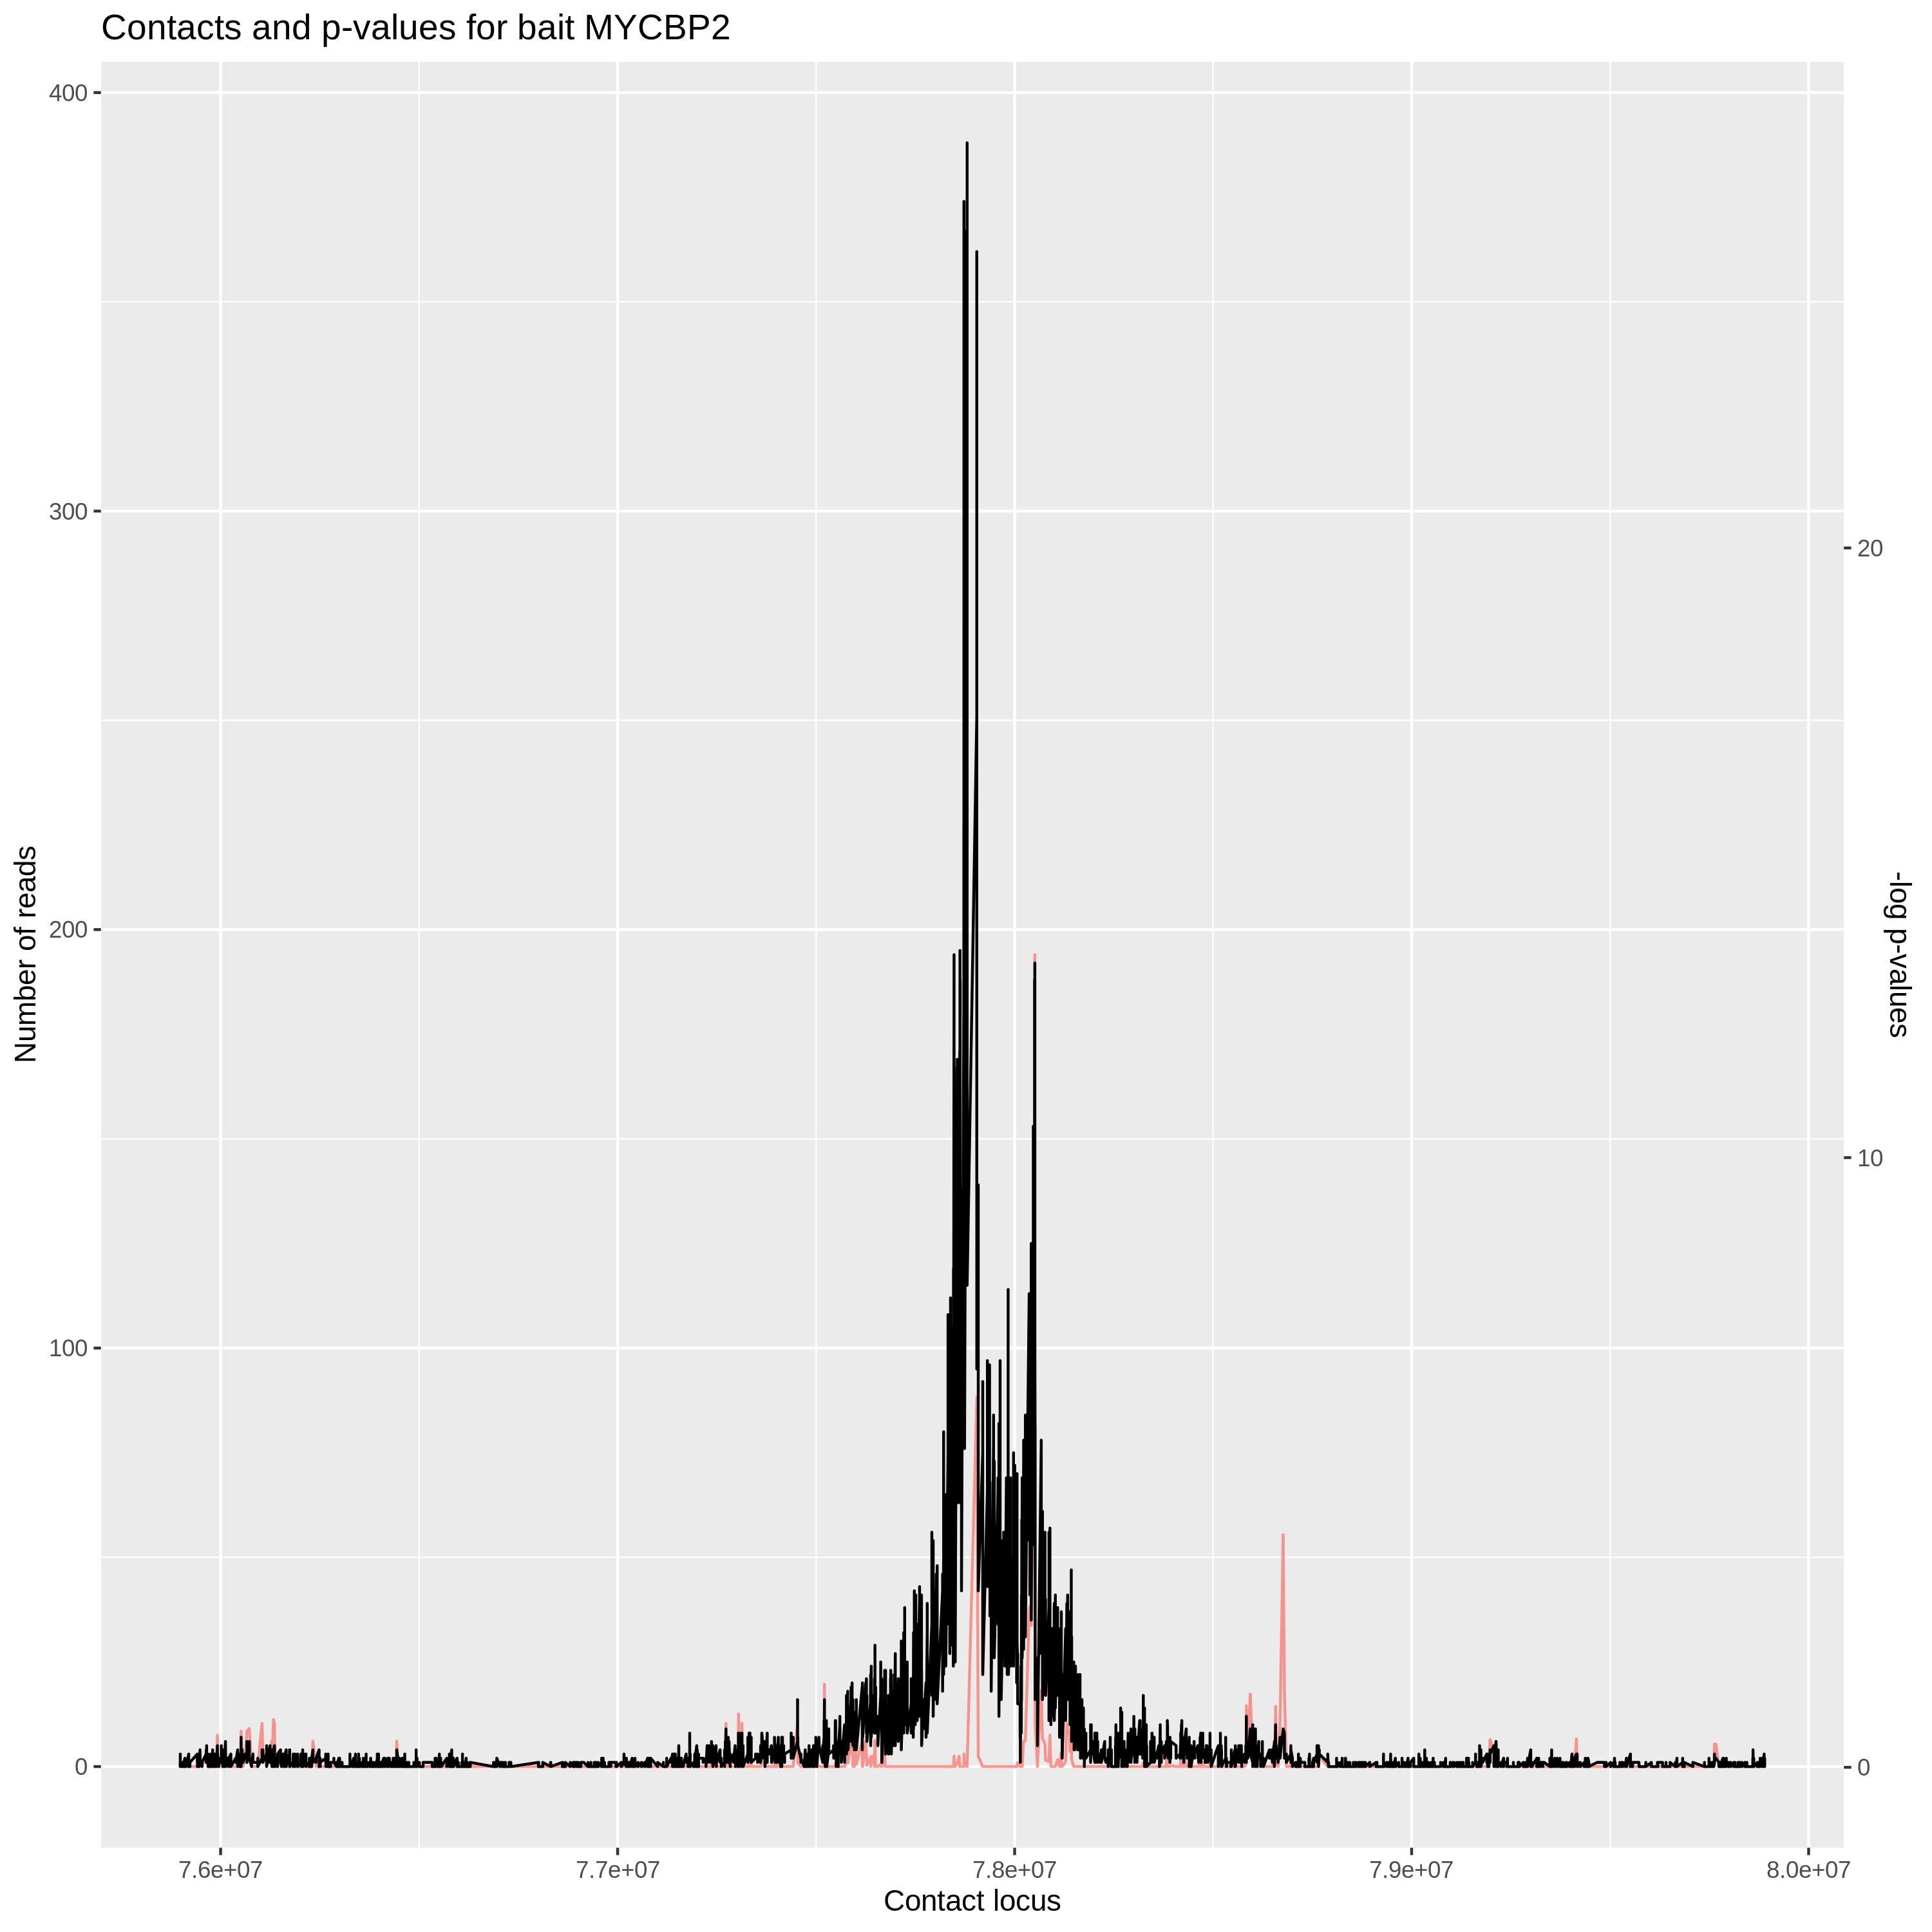 Contacts and p-values for bait MYCBP2
400
300
200
100
0
Number of reads
20
10
0
-log p-values
7.6e+07
7.7e+07
7.8e+07
7.9e+07
8.0e+07
Contact locus